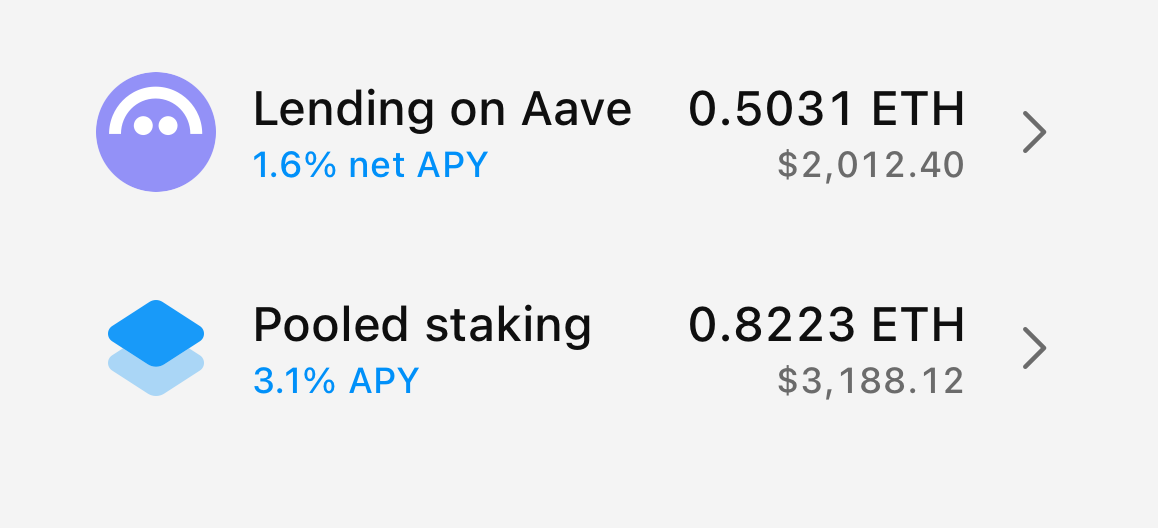 Lending on Aave 0.5031 ETH
1.6% net APY $2,012.40
Pooled staking 0.8223 ETH
3.1% APY $3,188.12